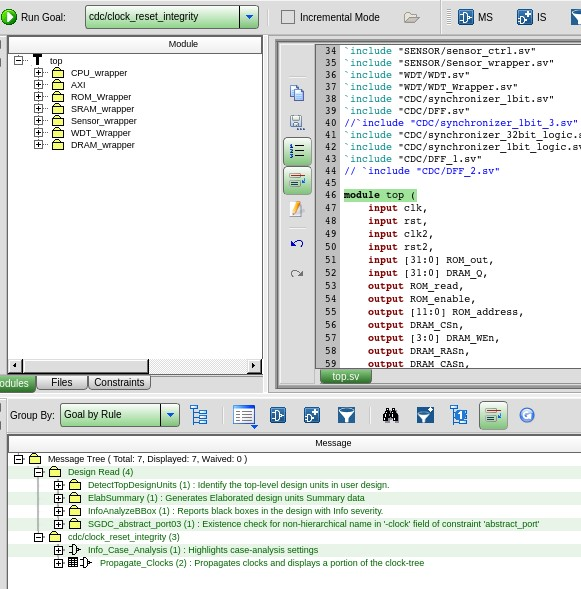 Run Goal: cdc/clock_reset_integrity Incremental Mode MS IS
Module
top
CPU_wrapper
AXI
ROM_Wrapper
SRAM_wrapper
Sensor_wrapper
WDT_Wrapper
DRAM_wrapper
odules Files Constraints
34 `include "SENSOR/sensor_ctrl.sv"
35 `include "SENSOR/Sensor_wrapper.sv"
36 `include "WDT/WDT.sv"
37 `include "WDT/WDT_Wrapper.sv"
38 `include "CDC/synchronizer_1bit.sv"
39 `include "CDC/DFF.sv"
40 //`include "CDC/synchronizer_1bit_3.sv"
41 `include "CDC/synchronizer_32bit_logic.s
42 `include "CDC/synchronizer_1bit_logic.sv
43 `include "CDC/DFF_1.sv"
44 // `include "CDC/DFF_2.sv"
45
46 module top (
47 input clk,
48 input rst,
49 input clk2,
50 input rst2,
51 input [31:0] ROM_out,
52 input [31:0] DRAM_Q,
53 output ROM_read,
54 output ROM_enable,
55 output [11:0] ROM_address,
56 output DRAM_CSn,
57 output [3:0] DRAM_WEn,
58 output DRAM_RASn,
59 output DRAM_CASn,
top.sv
Group By: Goal by Rule
Message
Message Tree ( Total: 7, Displayed: 7, Waived: 0 )
Design Read (4)
DetectTopDesignUnits (1) : Identify the top-level design units in user design.
ElabSummary (1) : Generates Elaborated design units Summary data
InfoAnalyzeBBox (1) : Reports black boxes in the design with Info severity.
SGDC_abstract_port03 (1) : Existence check for non-hierarchical name in '-clock' field of constraint 'abstract_port'
cdc/clock_reset_integrity (3)
Info_Case_Analysis (1) : Highlights case-analysis settings
Propagate_Clocks (2) : Propagates clocks and displays a portion of the clock-tree